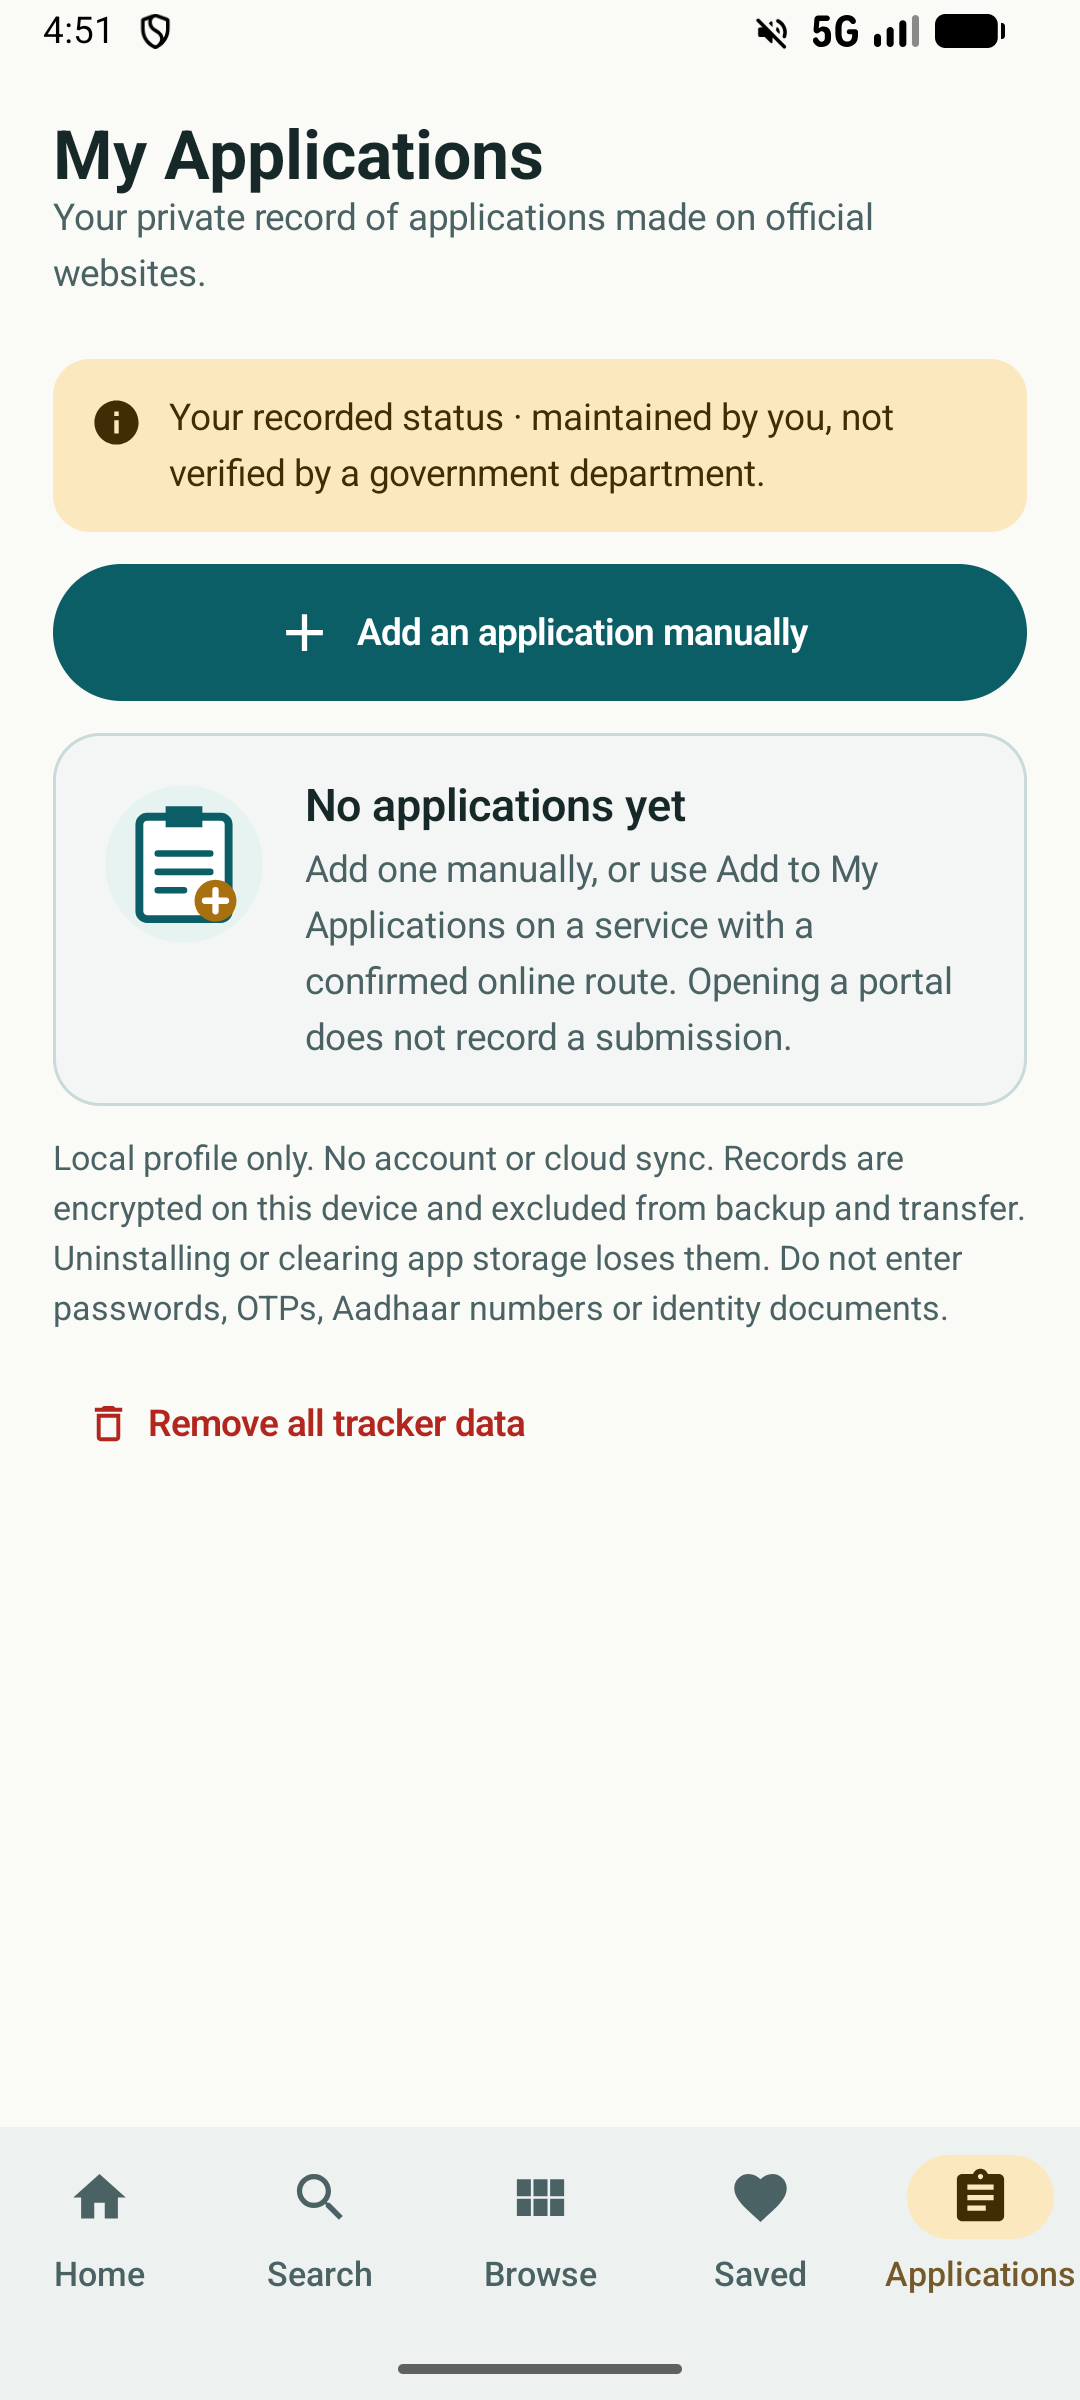 4:51
5G
My Applications
Your private record of applications made on official
websites.
Your recorded status · maintained by you, not
verified by a government department.
Add an application manually
No applications yet
Add one manually, or use Add to My
Applications on a service with a
confirmed online route. Opening a portal
does not record a submission.
Local profile only. No account or cloud sync. Records are
encrypted on this device and excluded from backup and transfer.
Uninstalling or clearing app storage loses them. Do not enter
passwords, OTPs, Aadhaar numbers or identity documents.
Remove all tracker data
Home
Search
Browse
Saved
Applications